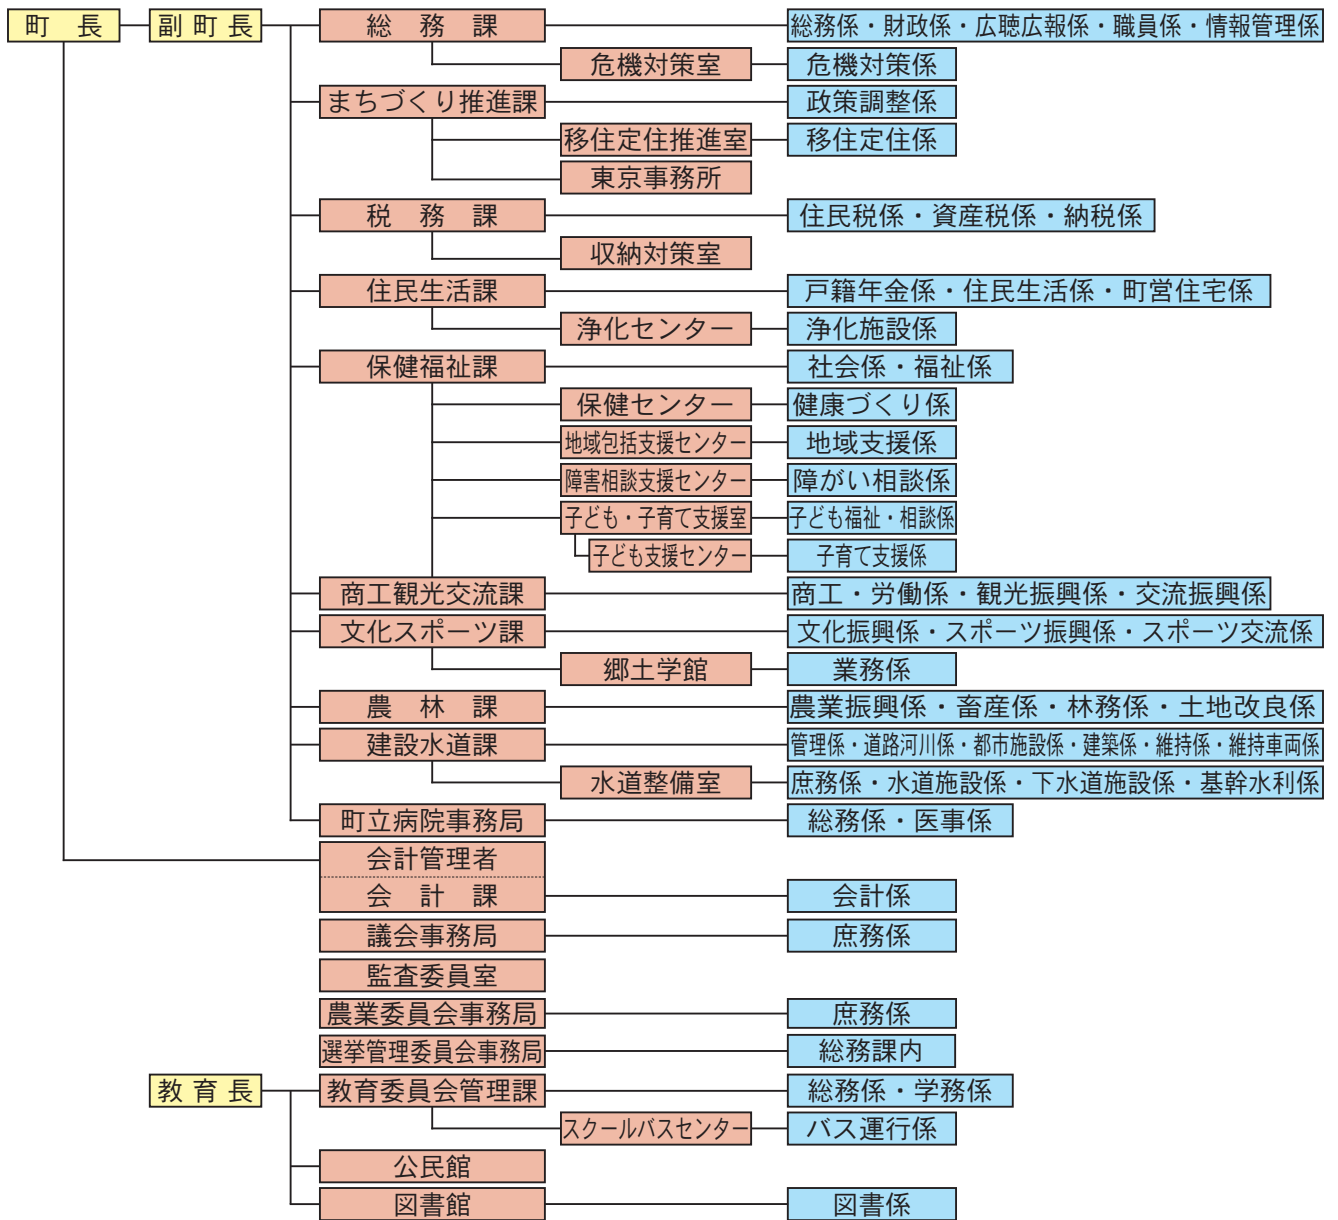 町　長　副 町 長　総　務　課　総務係・財政係・広聴広報係・職員係・情報管理係
危機対策室　危機対策係
まちづくり推進課　政策調整係
移住定住推進室　移住定住係
東京事務所
税　務　課　住民税係・資産税係・納税係
収納対策室
住民生活課　戸籍年金係・住民生活係・町営住宅係
浄化センター　浄化施設係
保健福祉課　社会係・福祉係
保健センター　健康づくり係
地域包括支援センター　地域支援係
障害相談支援センター　障がい相談係
子ども・子育て支援室　子ども福祉・相談係
子ども支援センター　子育て支援係
商工観光交流課　商工・労働係・観光振興係・交流振興係
文化スポーツ課　文化振興係・スポーツ振興係・スポーツ交流係
郷土学館　業務係
農　林　課　農業振興係・畜産係・林務係・土地改良係
建設水道課　管理係・道路河川係・都市施設係・建築係・維持係・維持車両係
水道整備室　庶務係・水道施設係・下水道施設係・基幹水利係
町立病院事務局　総務係・医事係
会計管理者
会　計　課　会計係
議会事務局　庶務係
監査委員室
農業委員会事務局　庶務係
選挙管理委員会事務局　総務課内
教 育 長　教育委員会管理課　総務係・学務係
スクールバスセンター　バス運行係
公民館
図書館　図書係